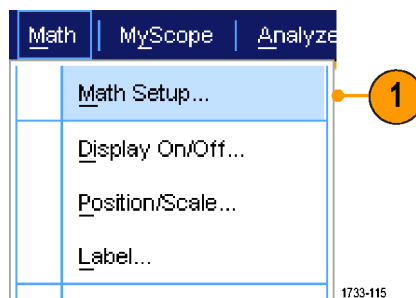 Math MyScope Analyze
Math Setup...
1
Display On/Off...
Position/Scale...
Label...
1733-115